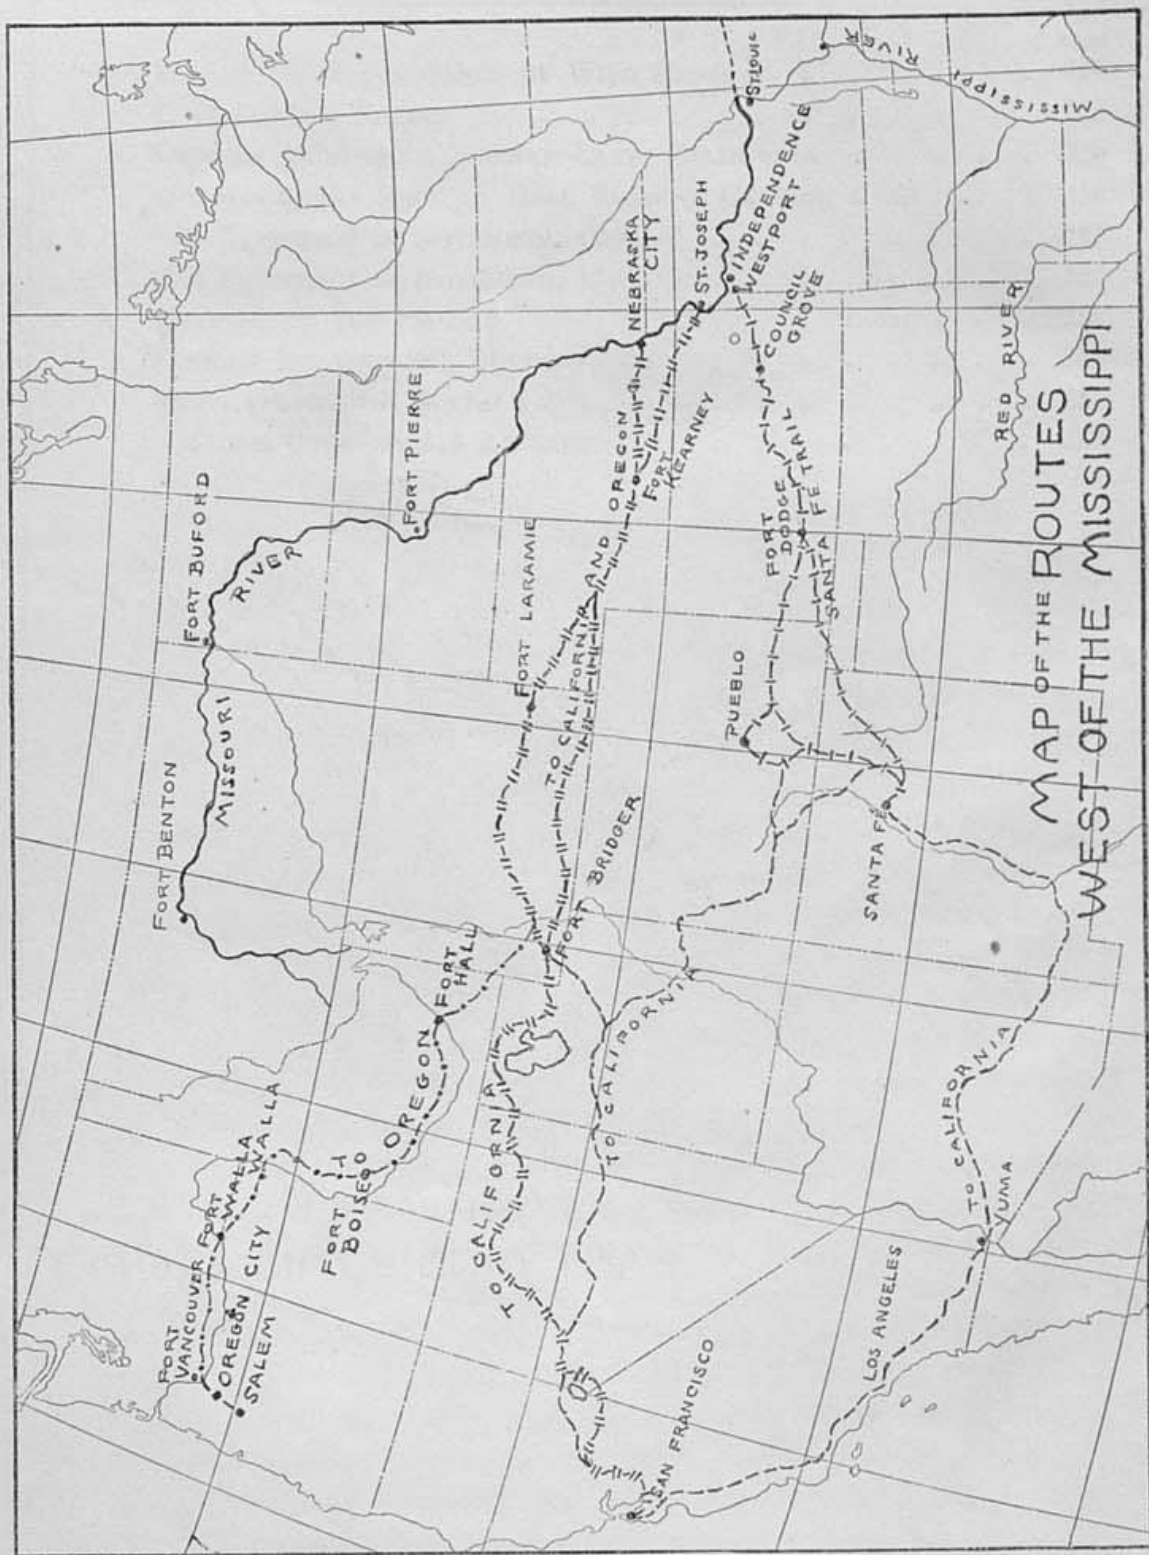 MAP OF THE ROUTES
WEST OF THE MISSISSIPPI
FORT
VANCOUVER
OREGON CITY
SALEM
FORT
WALLA
WALLA
FORT
BOISE
OREGON
FORT
HALL
FORT BENTON
MISSOURI
RIVER
FORT BUFORD
FORT PIERRE
FORT LARAMIE
TO CALIFORNIA AND OREGON
FORT
KEARNEY
NEBRASKA
CITY
ST. JOSEPH
INDEPENDENCE
WESTPORT
ST LOUIS
MISSISSIPPI
RIVER
COUNCIL
GROVE
FORT
DODGE
SANTA FE TRAIL
PUEBLO
FORT BRIDGER
TO CALIFORNIA
TO CALIFORNIA
SANTA FE
RED RIVER
TO CALIFORNIA
YUMA
LOS ANGELES
SAN FRANCISCO